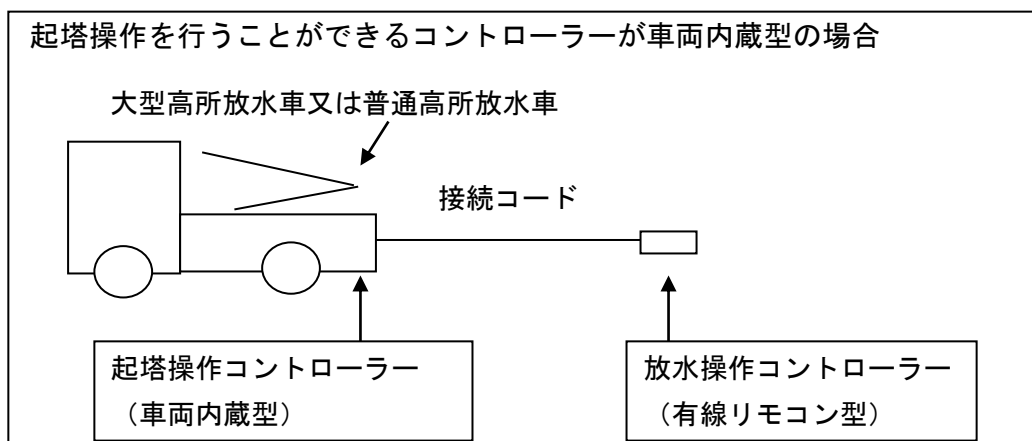 起塔操作を行うことができるコントローラーが車両内蔵型の場合
大型高所放水車又は普通高所放水車
接続コード
起塔操作コントローラー
（車両内蔵型）
放水操作コントローラー
（有線リモコン型）